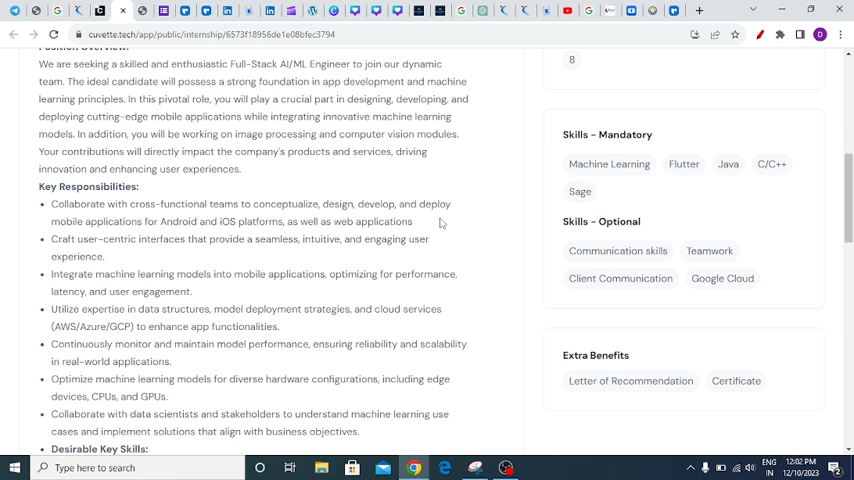 cuvette.tech/app/public/internship/6573f18956de1e08bfec3794
Position Overview:
We are seeking a skilled and enthusiastic Full-Stack AI/ML Engineer to join our dynamic
team. The ideal candidate will possess a strong foundation in app development and machine
learning principles. In this pivotal role, you will play a crucial part in designing, developing, and
deploying cutting-edge mobile applications while integrating innovative machine learning
models. In addition, you will be working on image processing and computer vision modules.
Your contributions will directly impact the company's products and services, driving
innovation and enhancing user experiences.
Key Responsibilities:
• Collaborate with cross-functional teams to conceptualize, design, develop, and deploy
mobile applications for Android and iOS platforms, as well as web applications
• Craft user-centric interfaces that provide a seamless, intuitive, and engaging user
experience.
• Integrate machine learning models into mobile applications, optimizing for performance,
latency, and user engagement.
• Utilize expertise in data structures, model deployment strategies, and cloud services
(AWS/Azure/GCP) to enhance app functionalities.
• Continuously monitor and maintain model performance, ensuring reliability and scalability
in real-world applications.
• Optimize machine learning models for diverse hardware configurations, including edge
devices, CPUs, and GPUs.
• Collaborate with data scientists and stakeholders to understand machine learning use
cases and implement solutions that align with business objectives.
• Desirable Key Skills:
8
Skills - Mandatory
Machine Learning Flutter Java C/C++
Sage
Skills - Optional
Communication skills Teamwork
Client Communication Google Cloud
Extra Benefits
Letter of Recommendation Certificate
Type here to search
ENG
IN
12:02 PM
12/10/2023
2